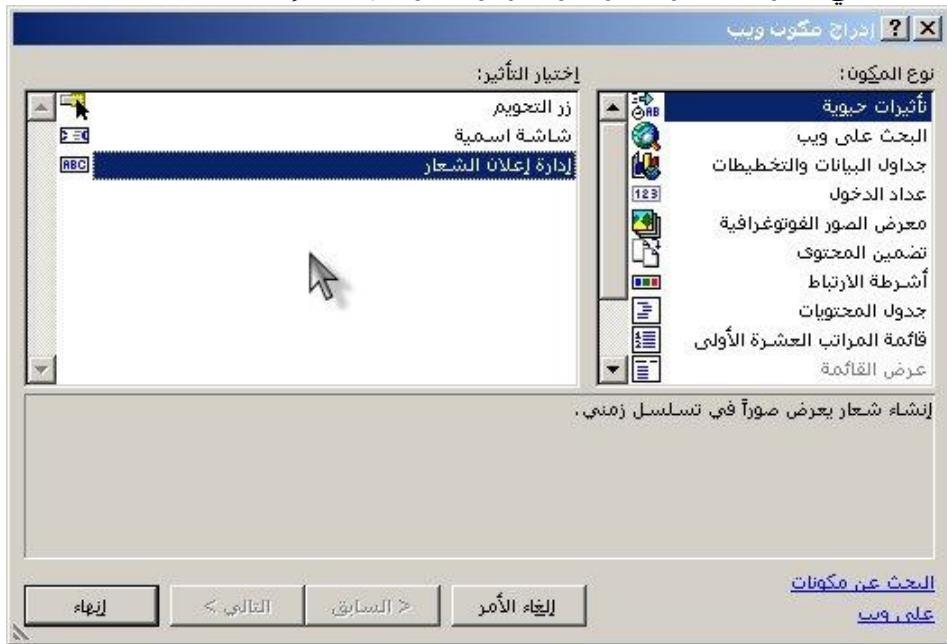 إدراج مكون ويب
نوع المكون:
تأثيرات حيوية
البحث على ويب
جداول البيانات والتخطيطات
عداد الدخول
معرض الصور الفوتوغرافية
تضمين المحتوى
أشرطة الارتباط
جدول المحتويات
قائمة المراتب العشرة الأولى
عرض القائمة
إختيار التأثير:
زر التحويم
شاشة اسمية
إدارة إعلان الشعار
إنشاء شعار يعرض صوراً في تسلسل زمني.
البحث عن مكونات
على ويب
إلغاء الأمر
< السابق
التالي >
إنهاء